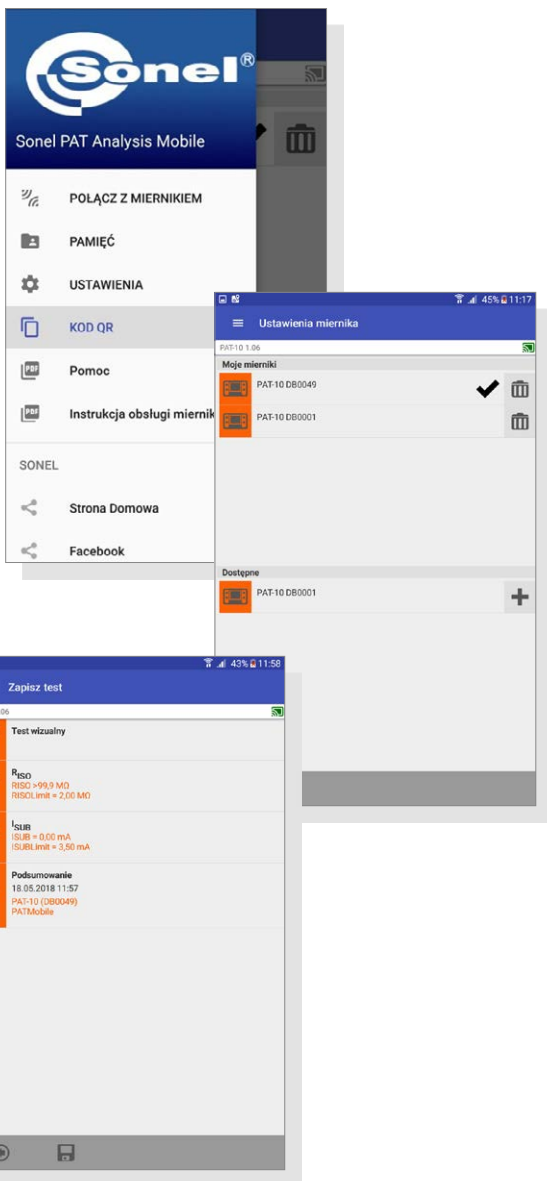 Sonel®
Sonel PAT Analysis Mobile
POŁĄCZ Z MIERNIKIEM
PAMIĘĆ
USTAWIENIA
KOD QR
PDF
Pomoc
PDF
Instrukcja obsługi miernik
SONEL
Strona Domowa
Facebook
45% 11:17
Ustawienia miernika
PAT-10 1.06
Moje mierniki
PAT-10 DB0049
PAT-10 DB0001
Dostępne
PAT-10 DB0001
43% 11:58
Zapisz test
06
Test wizualny
RISO
RISO >99,9 MΩ
RISOLimit = 2,00 MΩ
ISUB
ISUB = 0,00 mA
ISUBLimit = 3,50 mA
Podsumowanie
18.05.2018 11:57
PAT-10 (DB0049)
PATMobile